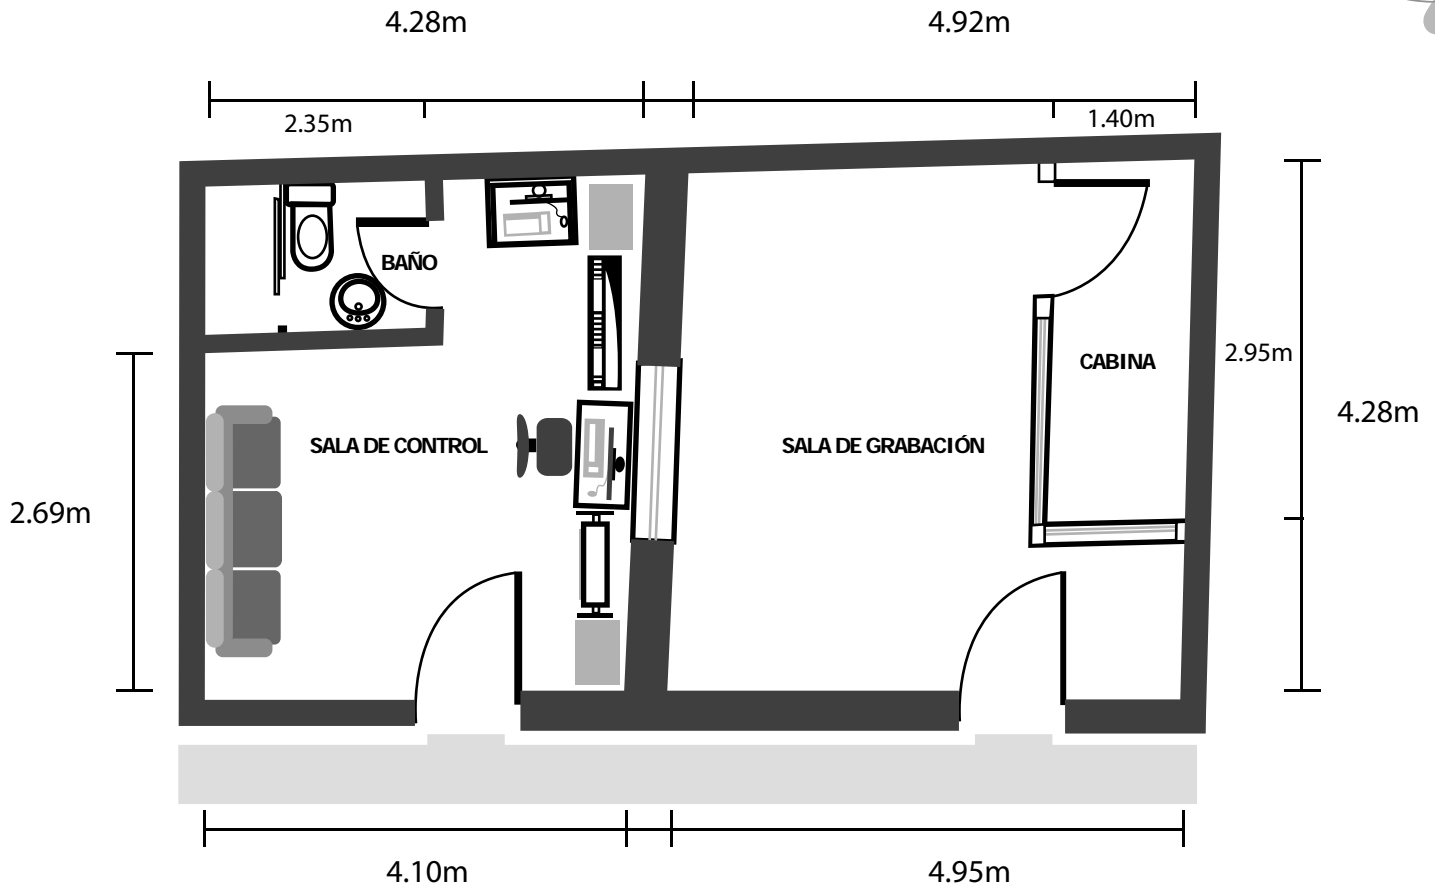 4.28m
4.92m
2.35m
1.40m
BAÑO
CABINA
2.95m
4.28m
SALA DE CONTROL
SALA DE GRABACIÓN
2.69m
4.10m
4.95m